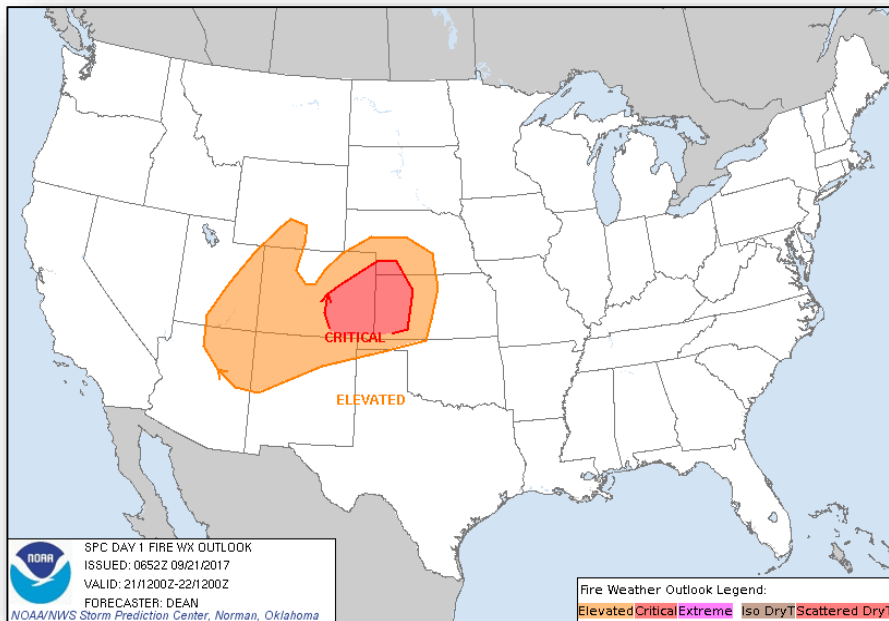 CRITICAL
ELEVATED
NOAA
SPC DAY 1 FIRE WX OUTLOOK
ISSUED: 0652Z 09/21/2017
VALID: 21/1200Z-22/1200Z
FORECASTER: DEAN
NOAA/NWS Storm Prediction Center, Norman, Oklahoma
Fire Weather Outlook Legend:
Elevated Critical Extreme Iso DryT Scattered DryT